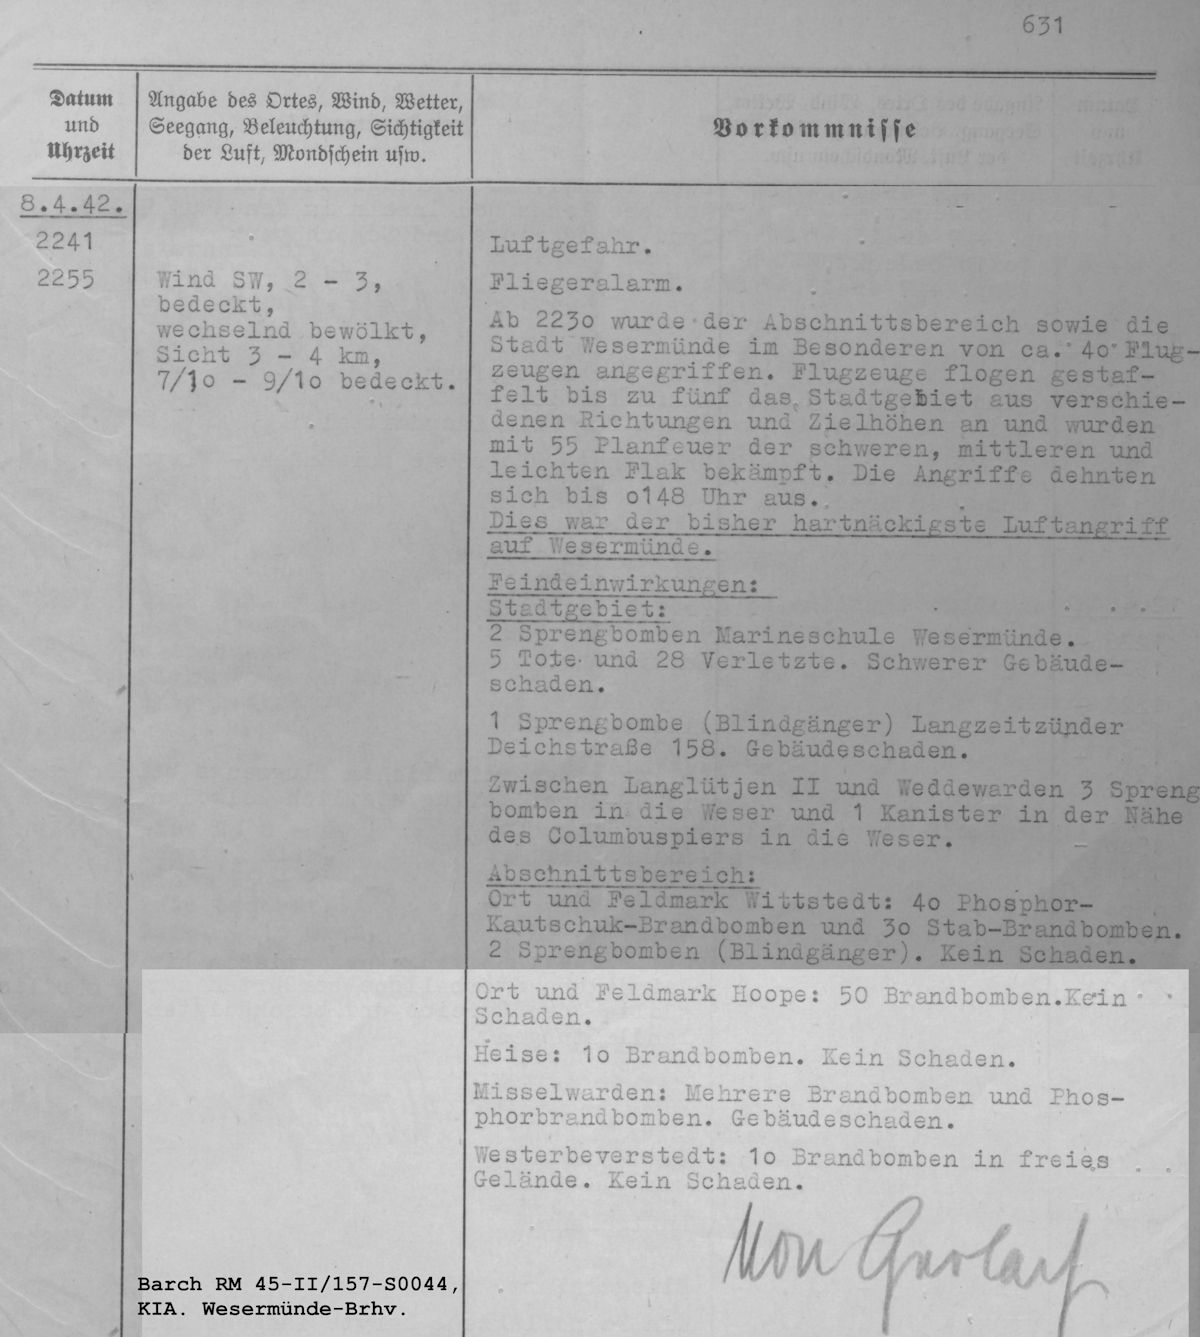 631
Datum
und
Uhrzeit
Angabe des Ortes, Wind, Wetter,
Seegang, Beleuchtung, Sichtigkeit
der Luft, Mondschein usw.
Vorkommnisse
8.4.42.
2241
Luftgefahr.
2255
Wind SW, 2 - 3,
bedeckt,
wechselnd bewölkt,
Sicht 3 - 4 km,
7/1o - 9/1o bedeckt.
Fliegeralarm.
Ab 223o wurde der Abschnittsbereich sowie die
Stadt Wesermünde im Besonderen von ca. 4o Flug-
zeugen angegriffen. Flugzeuge flogen gestaf-
felt bis zu fünf das Stadtgebiet aus verschie-
denen Richtungen und Zielhöhen an und wurden
mit 55 Planfeuer der schweren, mittleren und
leichten Flak bekämpft. Die Angriffe dehnten
sich bis o148 Uhr aus.
Dies war der bisher hartnäckigste Luftangriff
auf Wesermünde.
Feindeinwirkungen:
Stadtgebiet:
2 Sprengbomben Marineschule Wesermünde.
5 Tote und 28 Verletzte. Schwerer Gebäude-
schaden.
1 Sprengbombe (Blindgänger) Langzeitzünder
Deichstraße 158. Gebäudeschaden.
Zwischen Langlütjen II und Weddewarden 3 Spreng
bomben in die Weser und 1 Kanister in der Nähe
des Columbuspiers in die Weser.
Abschnittsbereich:
Ort und Feldmark Wittstedt: 4o Phosphor-
Kautschuk-Brandbomben und 3o Stab-Brandbomben.
2 Sprengbomben (Blindgänger). Kein Schaden.
Ort und Feldmark Hoope: 50 Brandbomben.Kein
Schaden.
Heise: 1o Brandbomben. Kein Schaden.
Misselwarden: Mehrere Brandbomben und Phos-
phorbrandbomben. Gebäudeschaden.
Westerbeverstedt: 1o Brandbomben in freies
Gelände. Kein Schaden.
Von
Barch RM 45-II/157-S0044,
KIA. Wesermünde-Brhv.